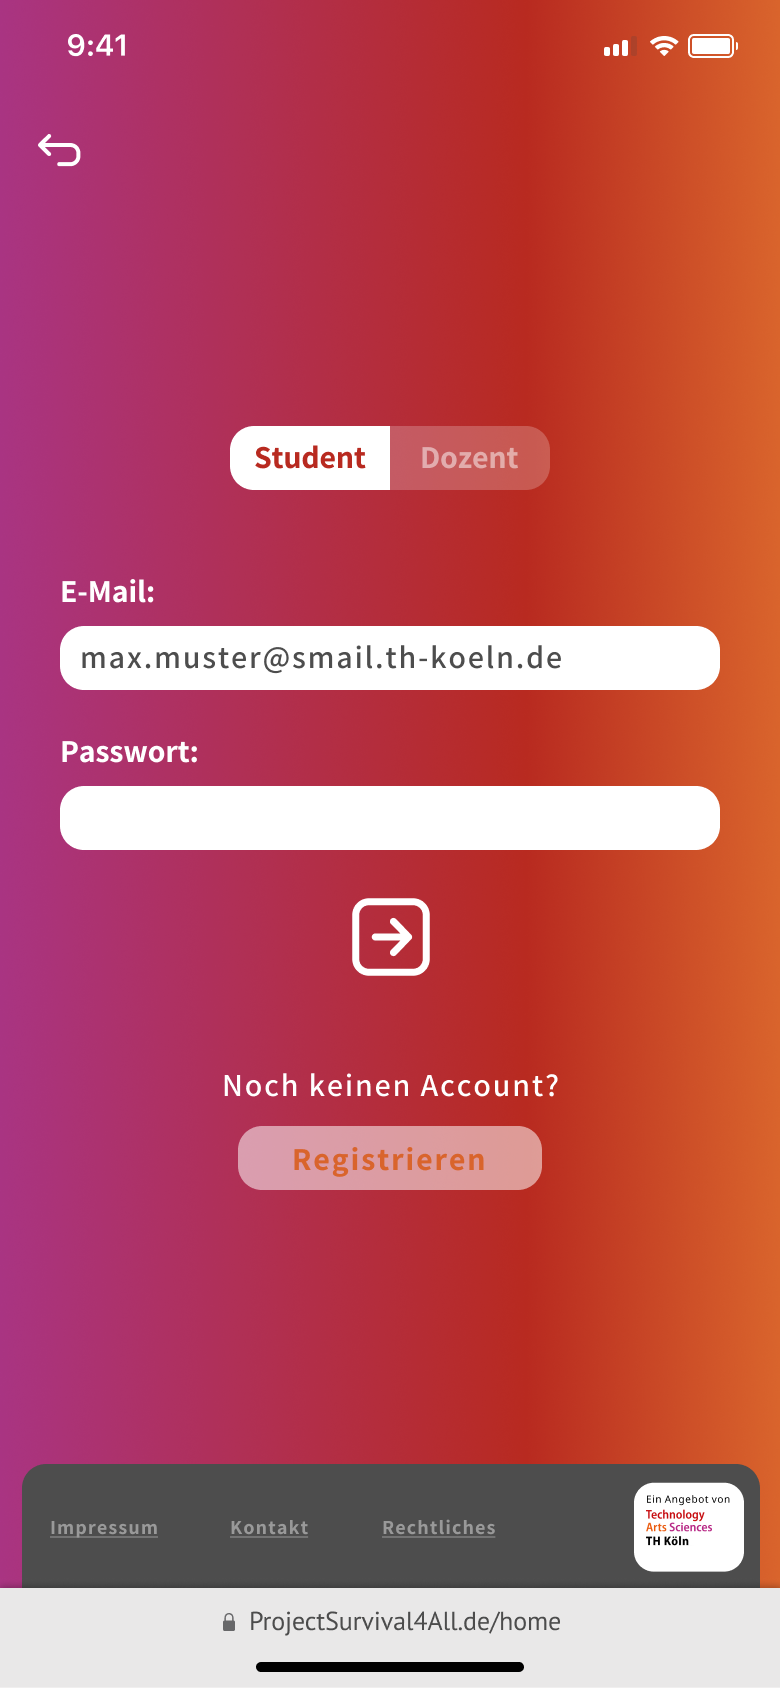 9:41
Student Dozent
E-Mail:
max.muster@smail.th-koeln.de
Passwort:
Noch keinen Account?
Registrieren
Impressum Kontakt Rechtliches
Ein Angebot von
Technology
Arts Sciences
TH Köln
ProjectSurvival4All.de/home